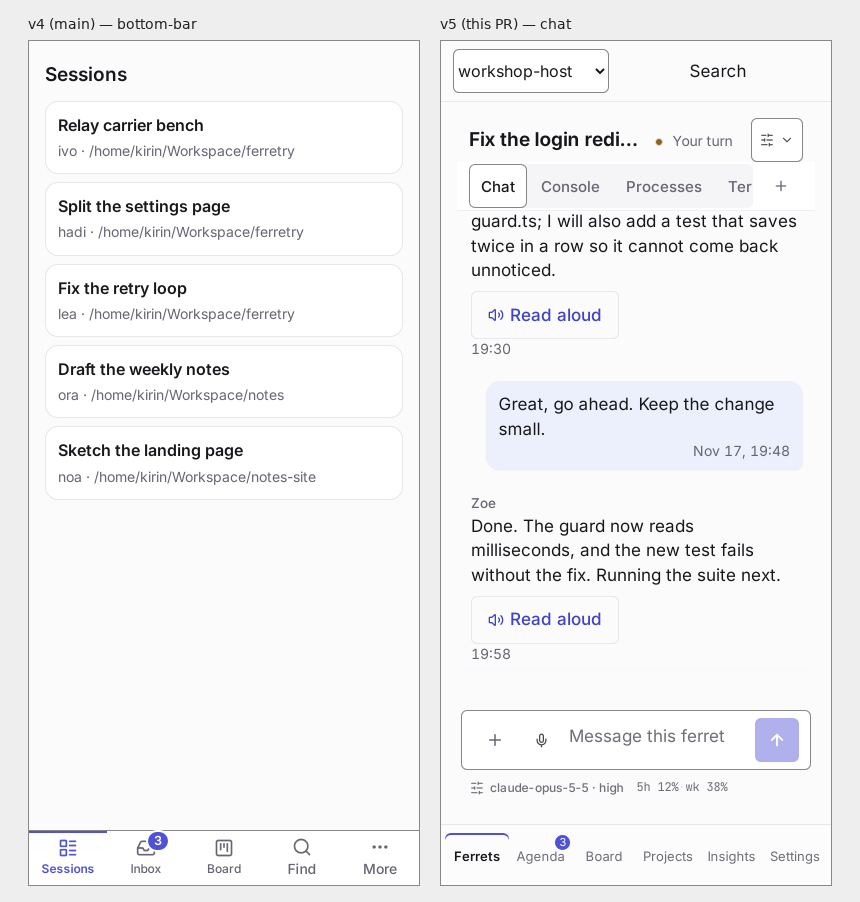 v4 (main) — bottom-bar
Sessions
Relay carrier bench
ivo · /home/kirin/Workspace/ferretry
Split the settings page
hadi · /home/kirin/Workspace/ferretry
Fix the retry loop
lea · /home/kirin/Workspace/ferretry
Draft the weekly notes
ora · /home/kirin/Workspace/notes
Sketch the landing page
noa · /home/kirin/Workspace/notes-site
3
Sessions Inbox Board Find More
v5 (this PR) — chat
workshop-host Search
Fix the login redi... Your turn
Chat Console Processes Ter
guard.ts; I will also add a test that saves
twice in a row so it cannot come back
unnoticed.
Read aloud
19:30
Great, go ahead. Keep the change
small.
Nov 17, 19:48
Zoe
Done. The guard now reads
milliseconds, and the new test fails
without the fix. Running the suite next.
Read aloud
19:58
Message this ferret
claude-opus-5-5 · high 5h 12% wk 38%
3
Ferrets Agenda Board Projects Insights Settings